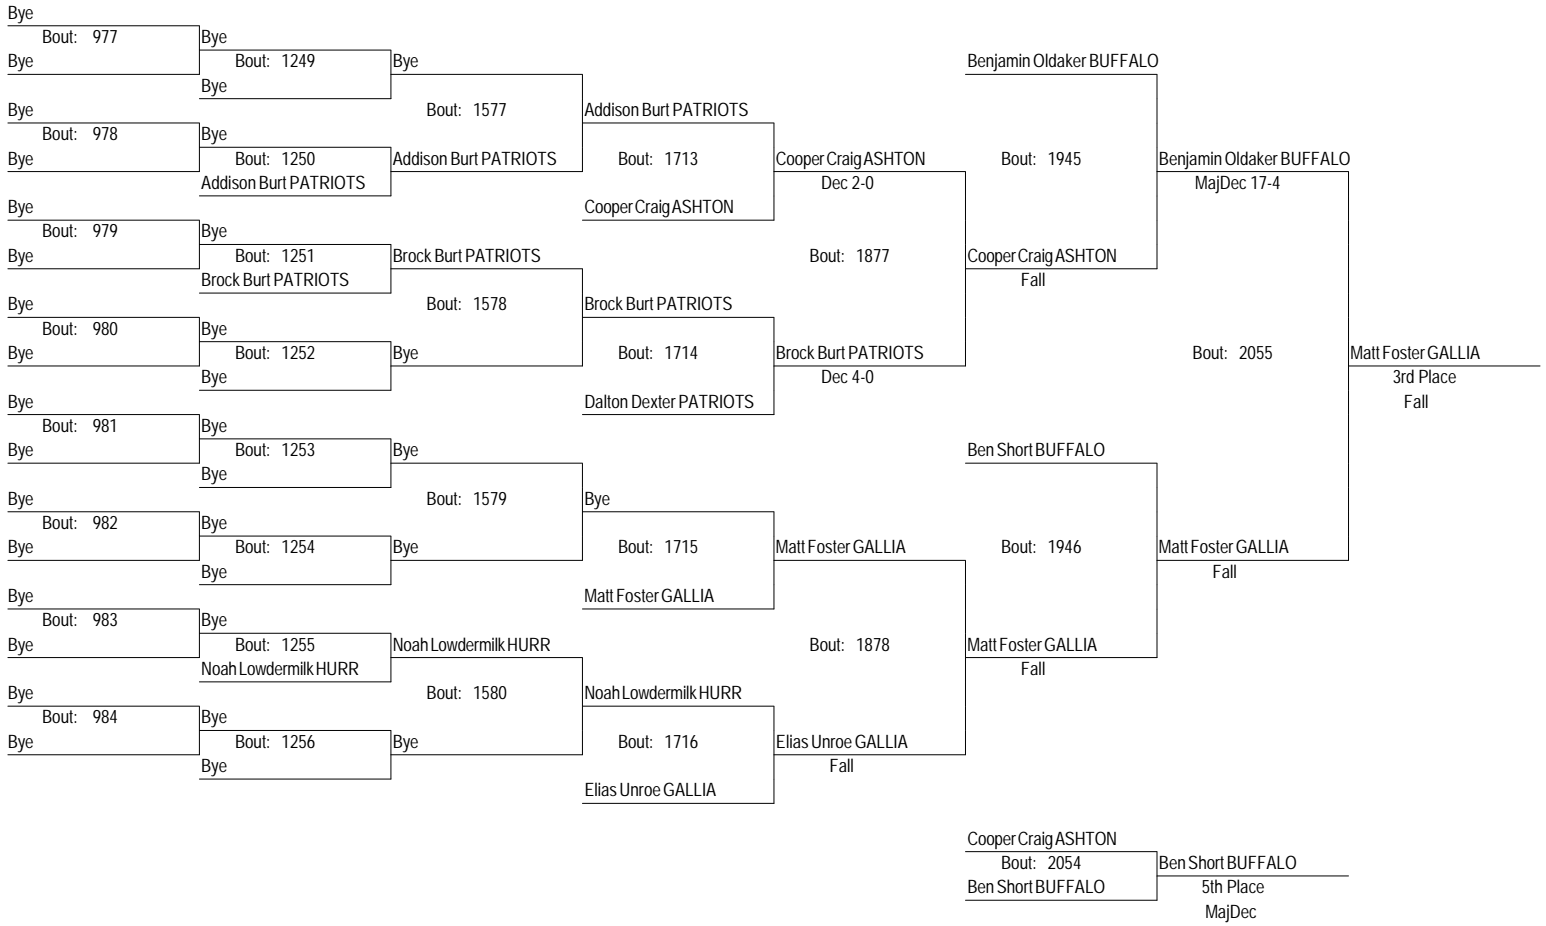 Bye
Bout: 977
Bye
Bye
Bout: 978
Bye
Bye
Bout: 979
Bye
Bye
Bout: 980
Bye
Bye
Bout: 981
Bye
Bye
Bout: 982
Bye
Bye
Bout: 983
Bye
Bye
Bout: 984
Bye
Bye
Bout: 1249
Bye
Bye
Bout: 1250
Addison Burt PATRIOTS
Bye
Bout: 1251
Brock Burt PATRIOTS
Bye
Bout: 1252
Bye
Bye
Bout: 1253
Bye
Bye
Bout: 1254
Bye
Bye
Bout: 1255
Noah Lowdermilk HURR
Bye
Bout: 1256
Bye
Bye
Bout: 1577
Addison Burt PATRIOTS
Brock Burt PATRIOTS
Bout: 1578
Bye
Bye
Bout: 1579
Bye
Noah Lowdermilk HURR
Bout: 1580
Bye
Addison Burt PATRIOTS
Bout: 1713
Cooper Craig ASHTON
Brock Burt PATRIOTS
Bout: 1714
Dalton Dexter PATRIOTS
Bye
Bout: 1715
Matt Foster GALLIA
Noah Lowdermilk HURR
Bout: 1716
Elias Unroe GALLIA
Cooper Craig ASHTON
Dec 2-0
Bout: 1877
Brock Burt PATRIOTS
Dec 4-0
Matt Foster GALLIA
Bout: 1878
Elias Unroe GALLIA
Fall
Benjamin Oldaker BUFFALO
Bout: 1945
Cooper Craig ASHTON
Fall
Ben Short BUFFALO
Bout: 1946
Matt Foster GALLIA
Fall
Benjamin Oldaker BUFFALO
MajDec 17-4
Bout: 2055
Matt Foster GALLIA
Fall
Matt Foster GALLIA
3rd Place
Fall
Cooper Craig ASHTON
Bout: 2054
Ben Short BUFFALO
Ben Short BUFFALO
5th Place
MajDec